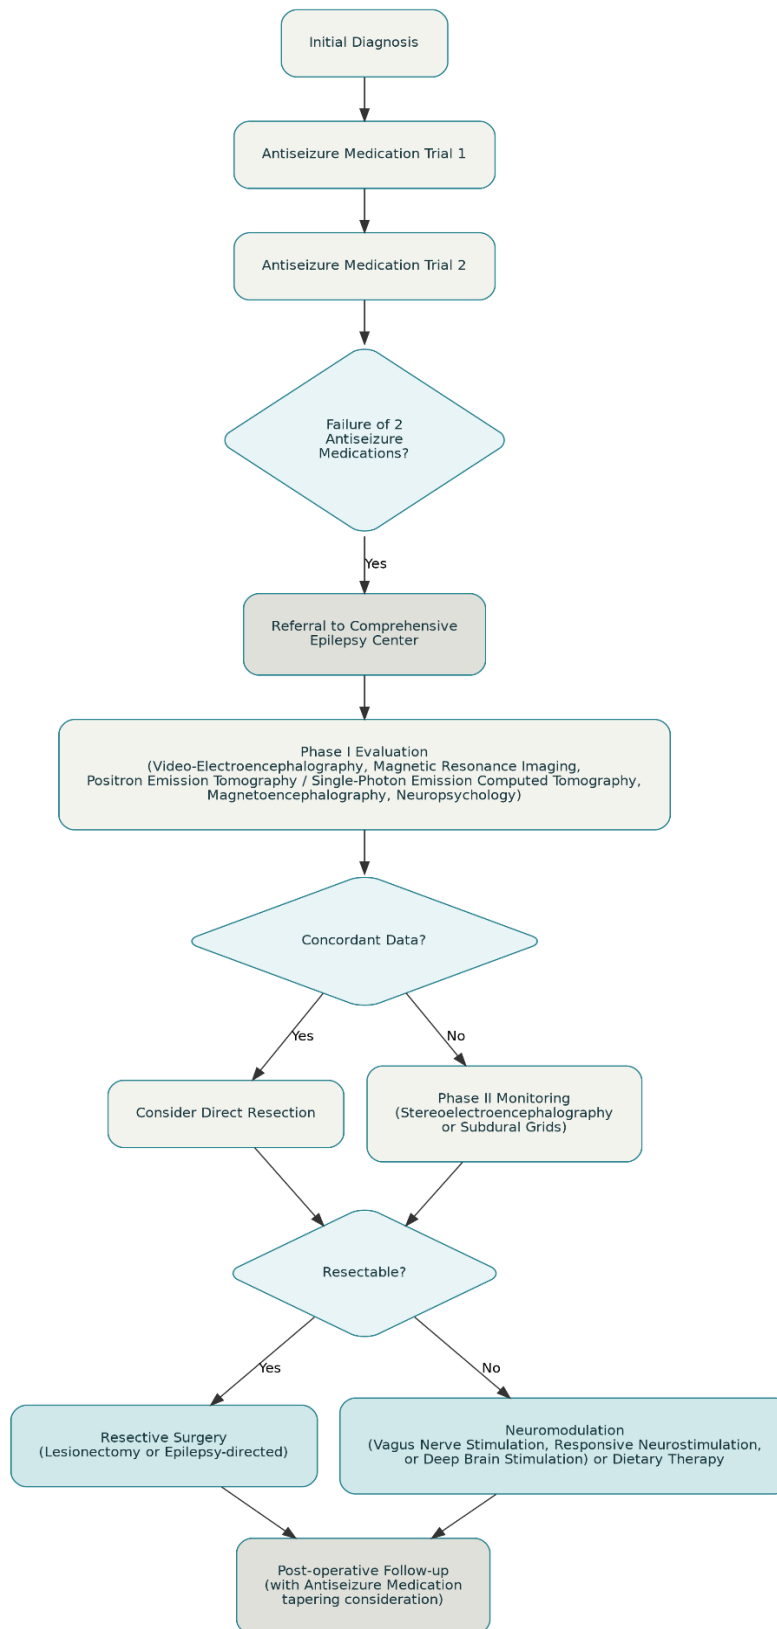 Initial Diagnosis
Antiseizure Medication Trial 1
Antiseizure Medication Trial 2
Failure of 2
Antiseizure
Medications?
Yes
Referral to Comprehensive
Epilepsy Center
Phase I Evaluation
(Video-Electroencephalography, Magnetic Resonance Imaging,
Positron Emission Tomography / Single-Photon Emission Computed Tomography,
Magnetoencephalography, Neuropsychology)
Concordant Data?
Yes
No
Consider Direct Resection
Phase II Monitoring
(Stereoelectroencephalography
or Subdural Grids)
Resectable?
Yes
No
Resective Surgery
(Lesionectomy or Epilepsy-directed)
Neuromodulation
(Vagus Nerve Stimulation, Responsive Neurostimulation,
or Deep Brain Stimulation) or Dietary Therapy
Post-operative Follow-up
(with Antiseizure Medication
tapering consideration)